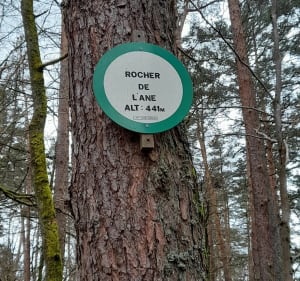 ROCHER
DE
L'ANE
ALT : 441M